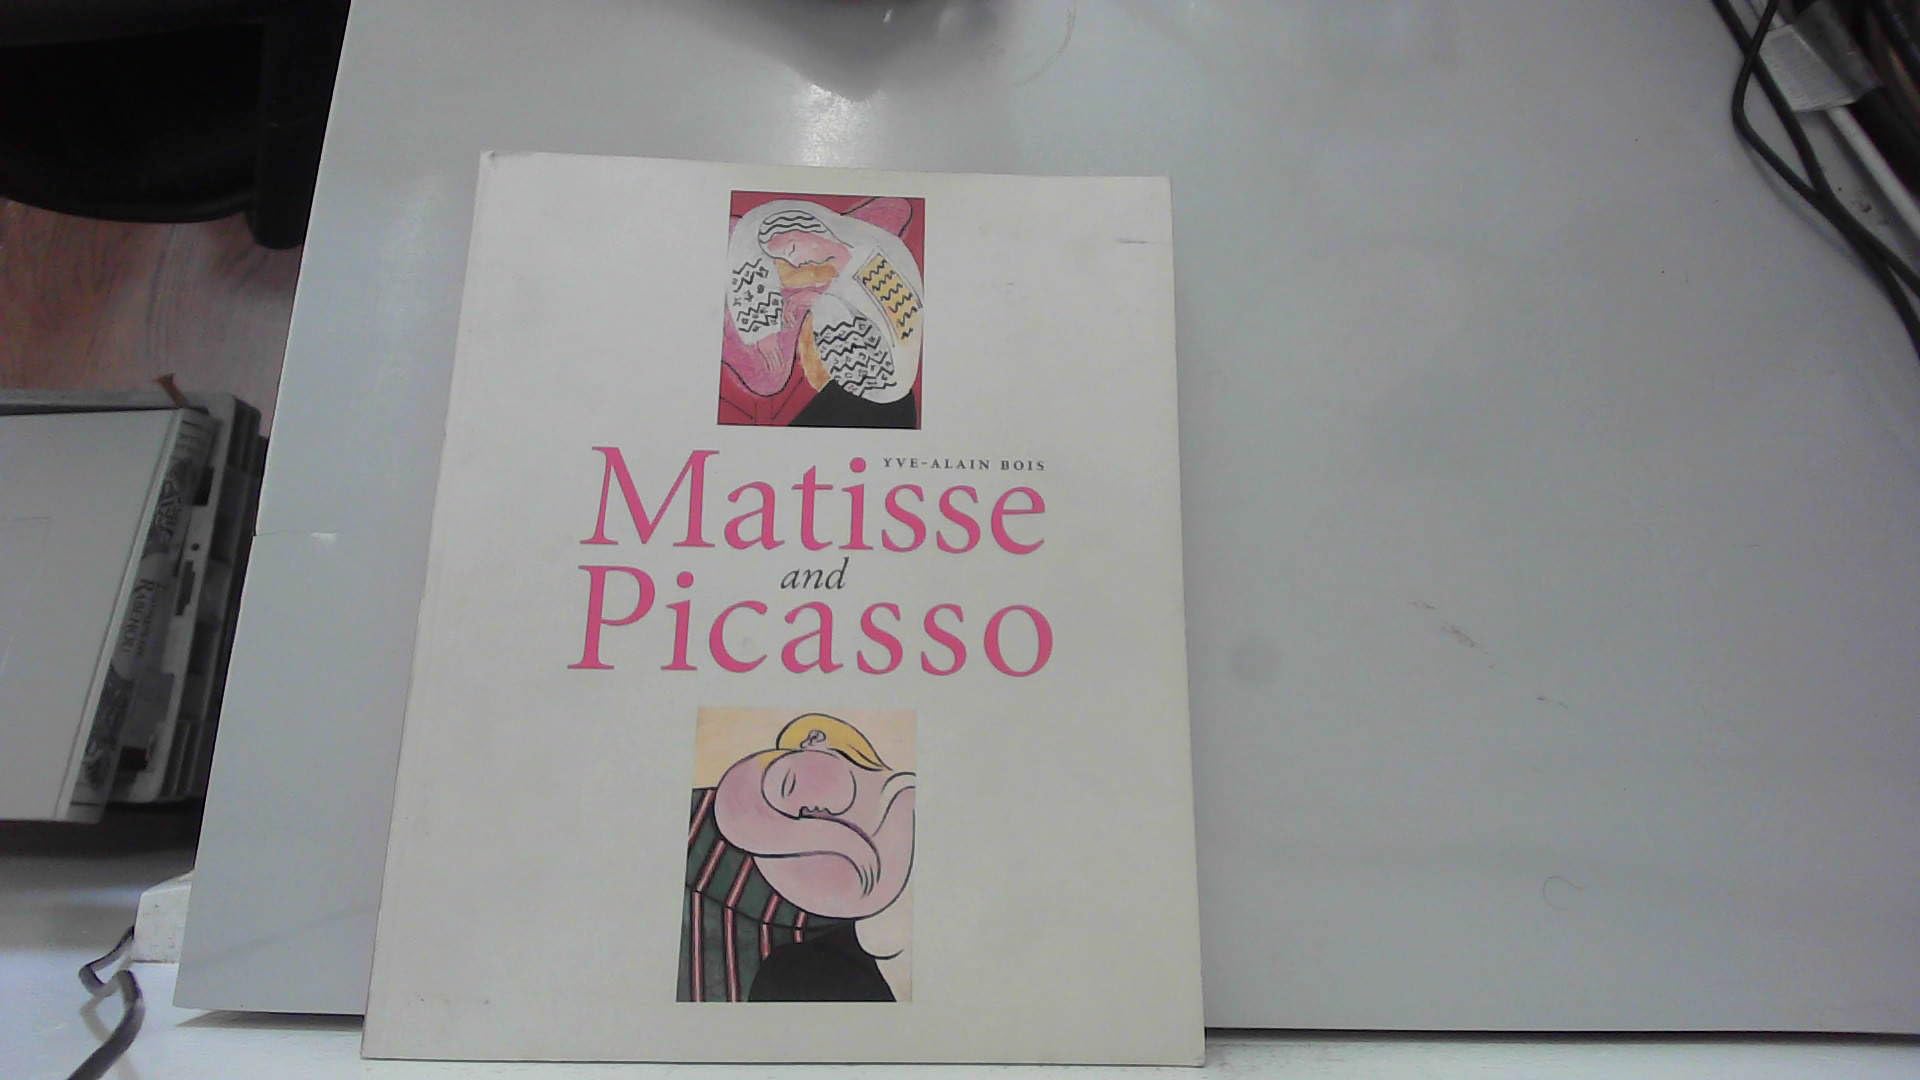 YVE-ALAIN BOIS
Matisse
and
Picasso